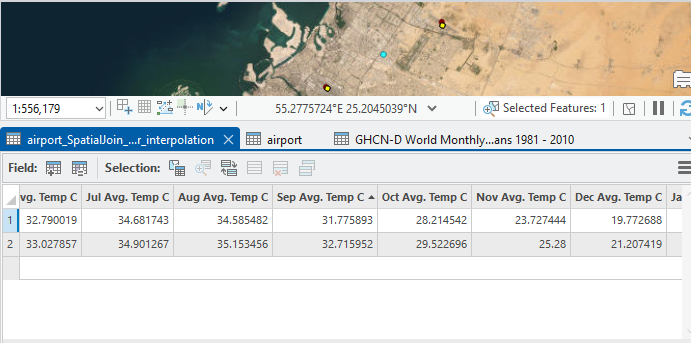 1:556,179
55.2775724°E 25.2045039°N
Selected Features: 1
airport_SpatialJoin_...r_interpolation
airport
GHCN-D World Monthly...ans 1981 - 2010
Field:
Selection:
vg. Temp C Jul Avg. Temp C Aug Avg. Temp C Sep Avg. Temp C Oct Avg. Temp C Nov Avg. Temp C Dec Avg. Temp C Ja
1 32.790019 34.681743 34.585482 31.775893 28.214542 23.727444 19.772688
2 33.027857 34.901267 35.153456 32.715952 29.522696 25.28 21.207419